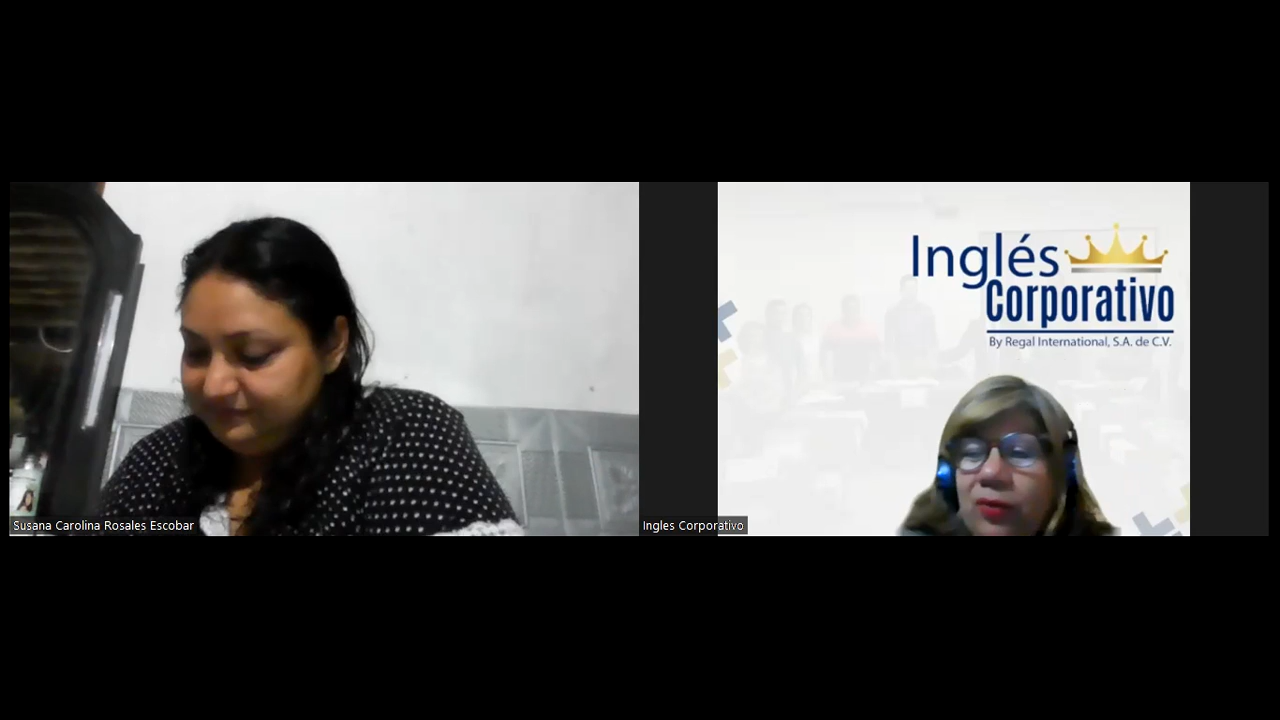 Inglés
Corporativo
By Regal International, S.A. de C.V.
Susana Carolina Rosales Escobar
Ingles Corporativo